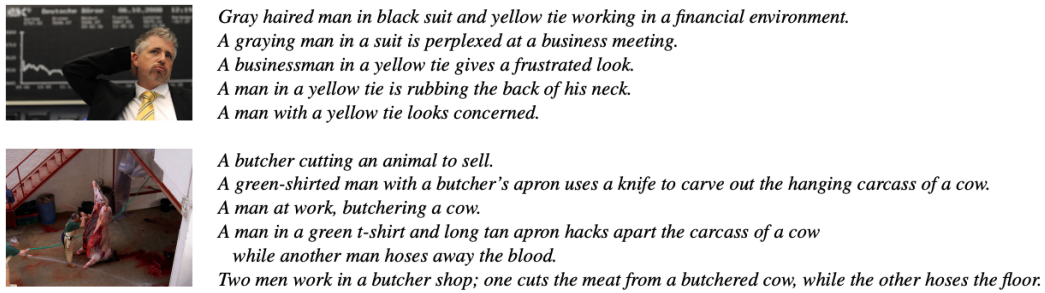 Deutsche Börse
Gray haired man in black suit and yellow tie working in a financial environment.
A graying man in a suit is perplexed at a business meeting.
A businessman in a yellow tie gives a frustrated look.
A man in a yellow tie is rubbing the back of his neck.
A man with a yellow tie looks concerned.
A butcher cutting an animal to sell.
A green-shirted man with a butcher's apron uses a knife to carve out the hanging carcass of a cow.
A man at work, butchering a cow.
A man in a green t-shirt and long tan apron hacks apart the carcass of a cow
while another man hoses away the blood.
Two men work in a butcher shop; one cuts the meat from a butchered cow, while the other hoses the floor.